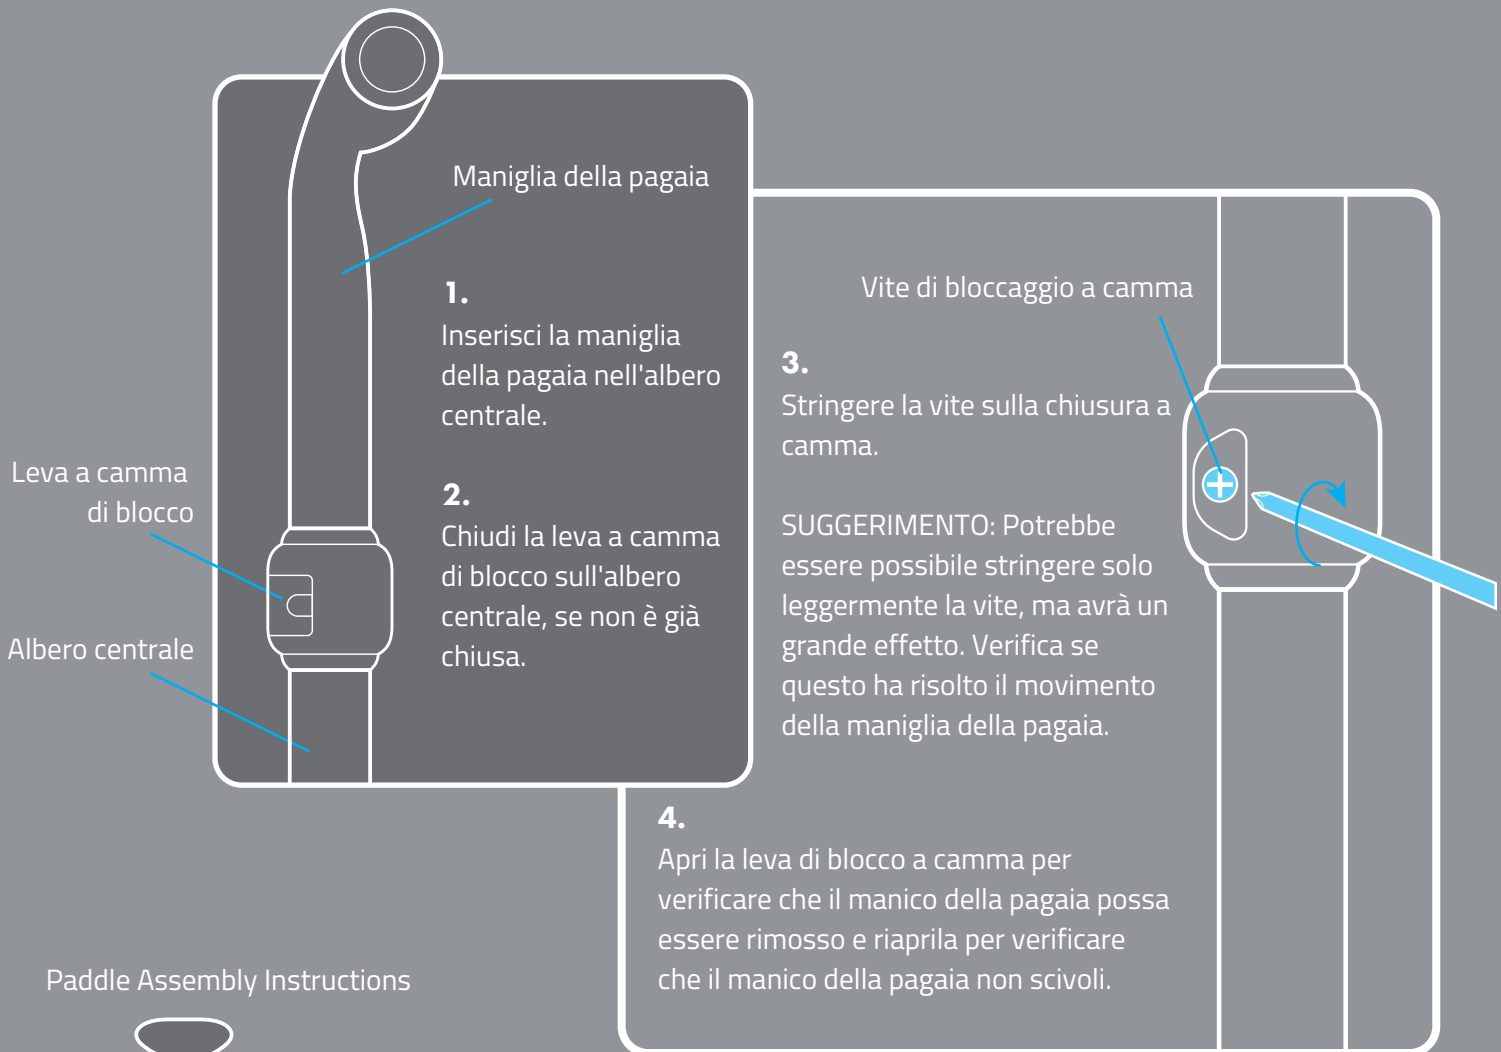 Maniglia della pagaia
1.
Inserisci la maniglia
della pagaia nell'albero
centrale.
Leva a camma
di blocco
2.
Chiudi la leva a camma
di blocco sull'albero
centrale, se non è già
chiusa.
Albero centrale
Vite di bloccaggio a camma
3.
Stringere la vite sulla chiusura a
camma.
SUGGERIMENTO: Potrebbe
essere possibile stringere solo
leggermente la vite, ma avrà un
grande effetto. Verifica se
questo ha risolto il movimento
della maniglia della pagaia.
4.
Apri la leva di blocco a camma per
verificare che il manico della pagaia possa
essere rimosso e riaprila per verificare
che il manico della pagaia non scivoli.
Paddle Assembly Instructions